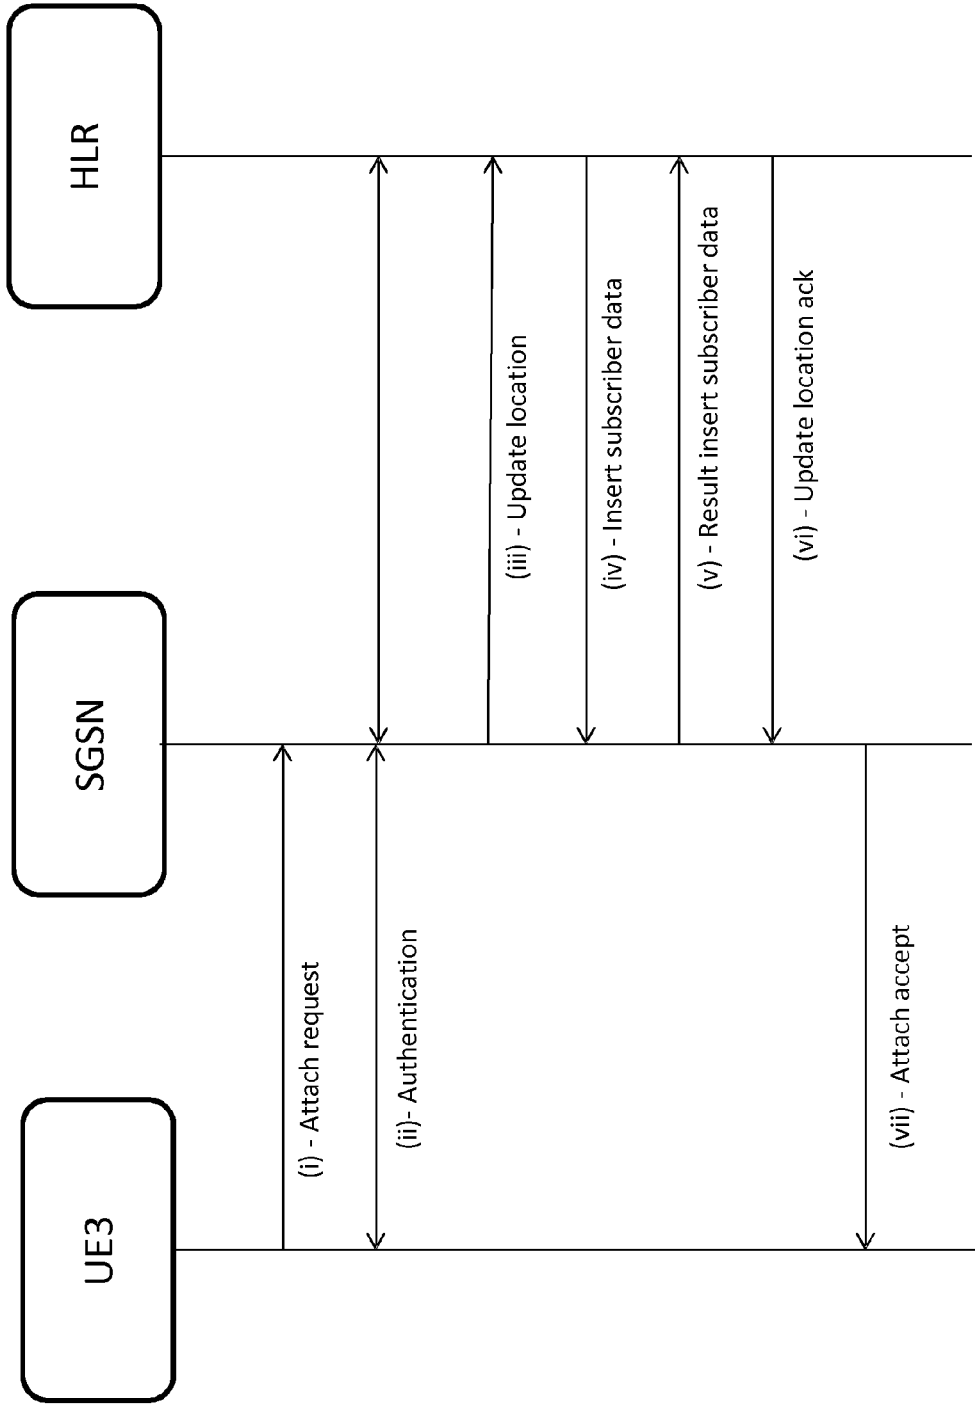 UE3
SGSN
HLR
(i) - Attach request
(ii)- Authentication
(iii) - Update location
(iv) - Insert subscriber data
(v) - Result insert subscriber data
(vi) - Update location ack
(vii) - Attach accept